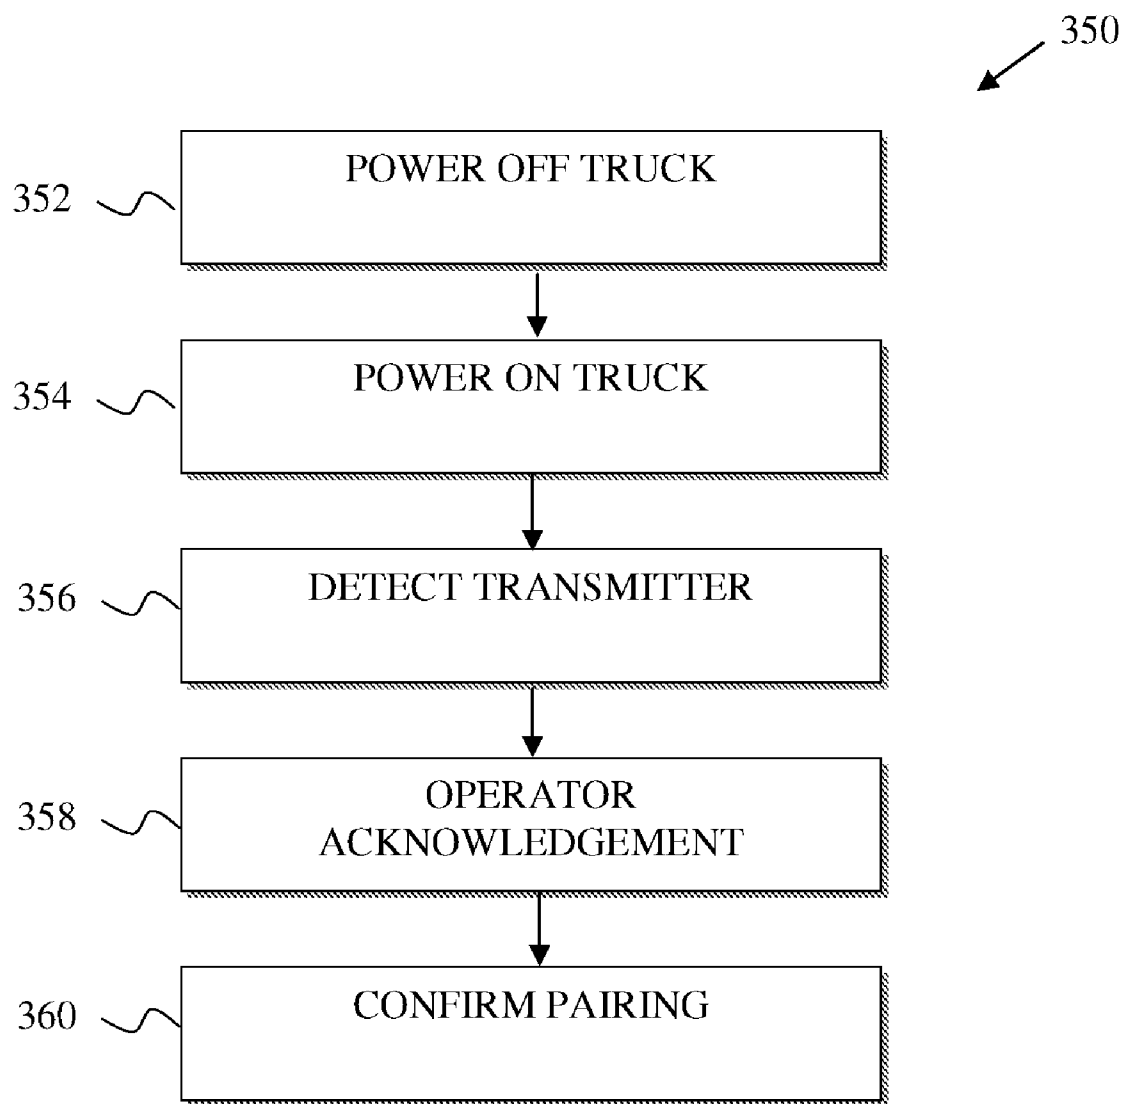 350
352
POWER OFF TRUCK
354
POWER ON TRUCK
356
DETECT TRANSMITTER
358
OPERATOR
ACKNOWLEDGEMENT
360
CONFIRM PAIRING